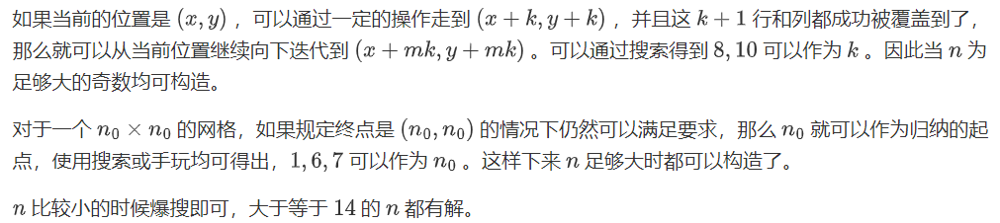 如果当前的位置是 (x, y) ，可以通过一定的操作走到 (x + k, y + k) ，并且这 k + 1 行和列都成功被覆盖到了，
那么就可以从当前位置继续向下迭代到 (x + mk, y + mk) 。可以通过搜索得到 8, 10 可以作为 k 。因此当 n 为
足够大的奇数均可构造。
对于一个 n₀ × n₀ 的网格，如果规定终点是 (n₀, n₀) 的情况下仍然可以满足要求，那么 n₀ 就可以作为归纳的起
点，使用搜索或手玩均可得出，1, 6, 7 可以作为 n₀ 。这样下来 n 足够大时都可以构造了。
n 比较小的时候爆搜即可，大于等于 14 的 n 都有解。